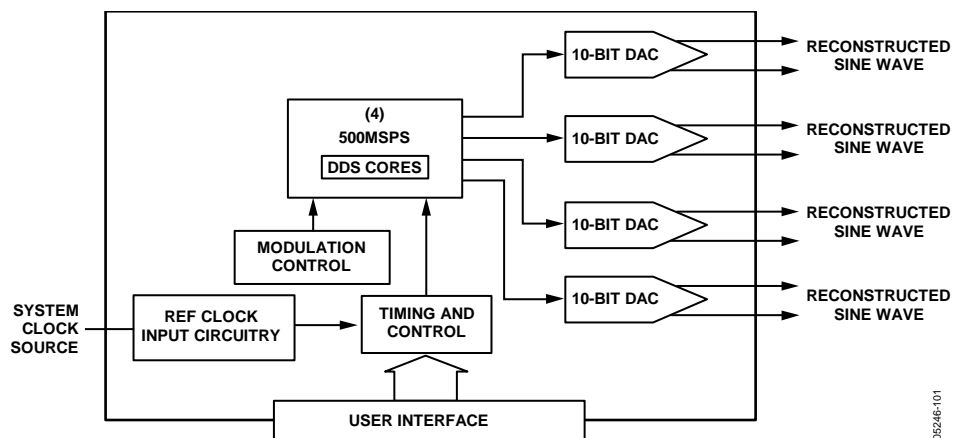 10-BIT DAC
RECONSTRUCTED
SINE WAVE
(4)
500MSPS
DDS CORES
10-BIT DAC
RECONSTRUCTED
SINE WAVE
10-BIT DAC
RECONSTRUCTED
SINE WAVE
MODULATION
CONTROL
10-BIT DAC
RECONSTRUCTED
SINE WAVE
SYSTEM
CLOCK
SOURCE
REF CLOCK
INPUT CIRCUITRY
TIMING AND
CONTROL
USER INTERFACE
05246-101